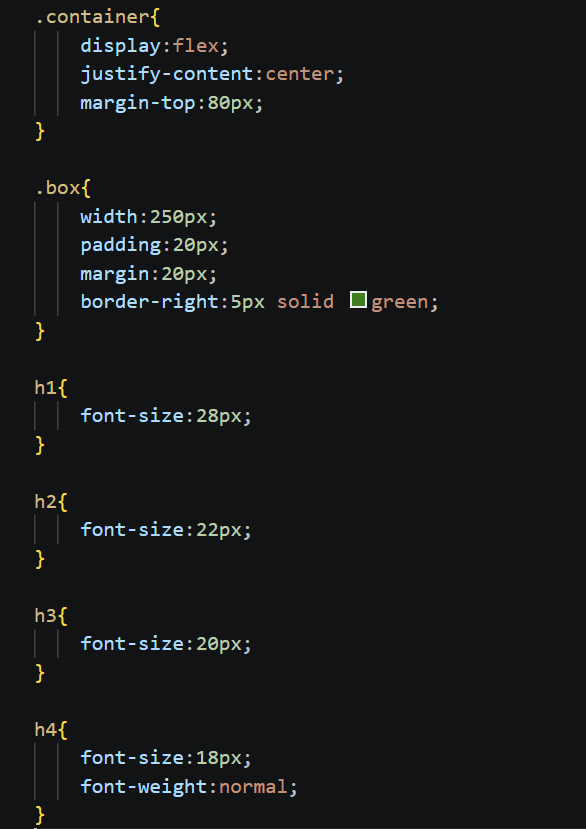 .container{
display:flex;
justify-content:center;
margin-top:80px;
}
.box{
width:250px;
padding:20px;
margin:20px;
border-right:5px solid green;
}
h1{
font-size:28px;
}
h2{
font-size:22px;
}
h3{
font-size:20px;
}
h4{
font-size:18px;
font-weight:normal;
}